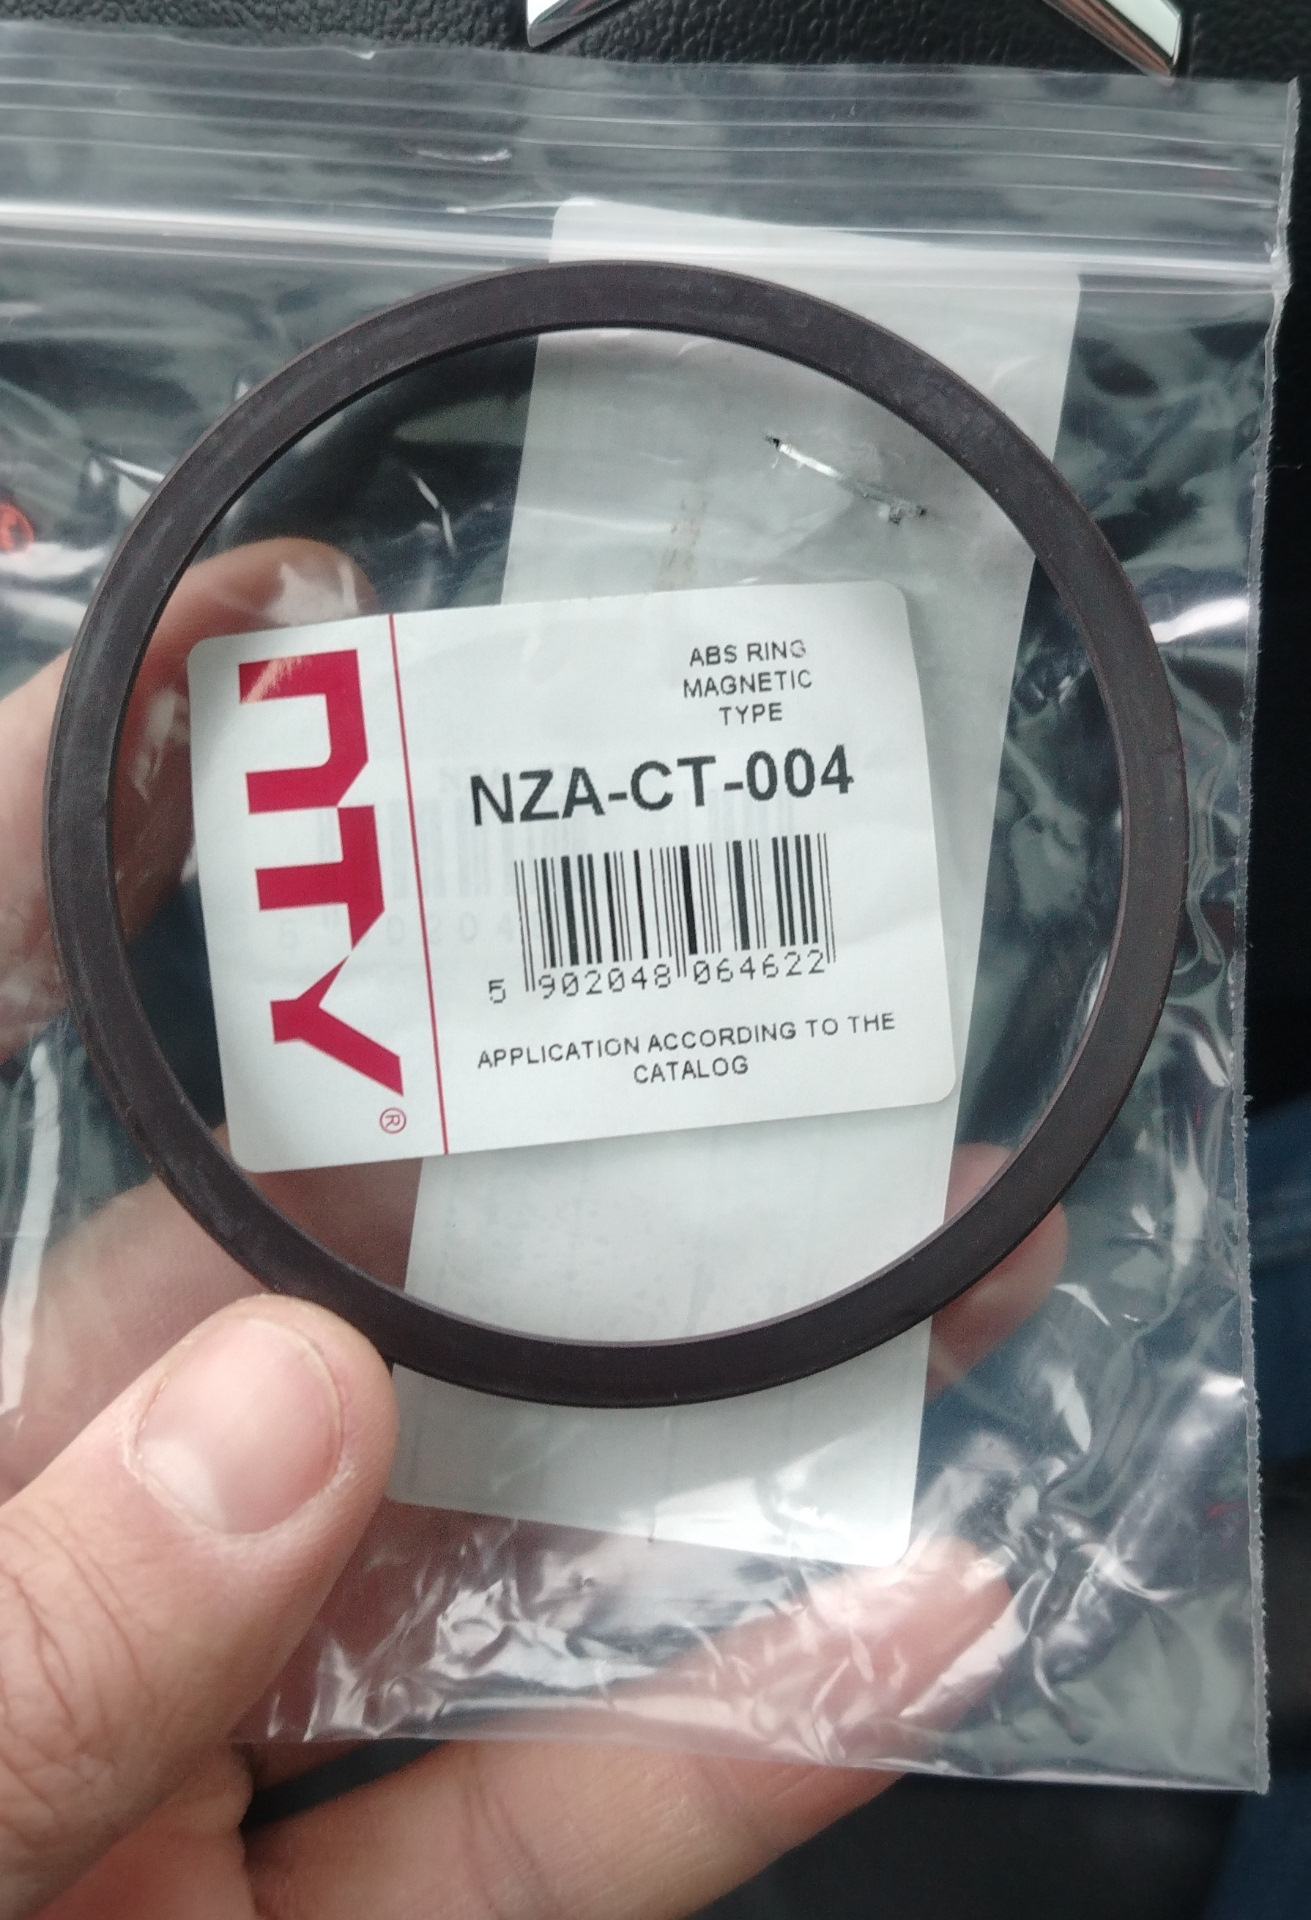 nTY®
ABS RING
MAGNETIC
TYPE
NZA-CT-004
5 902048 064622
APPLICATION ACCORDING TO THE
CATALOG